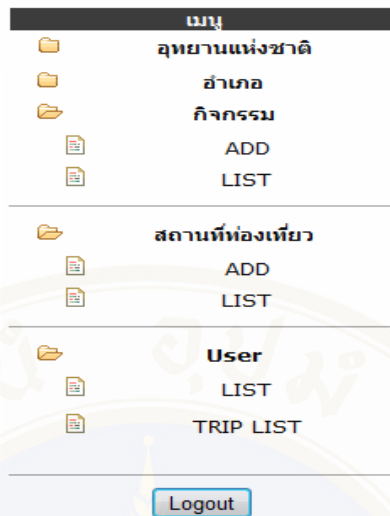 เมนู
อุทยานแห่งชาติ
อำเภอ
กิจกรรม
ADD
LIST
สถานที่ท่องเที่ยว
ADD
LIST
User
LIST
TRIP LIST
Logout